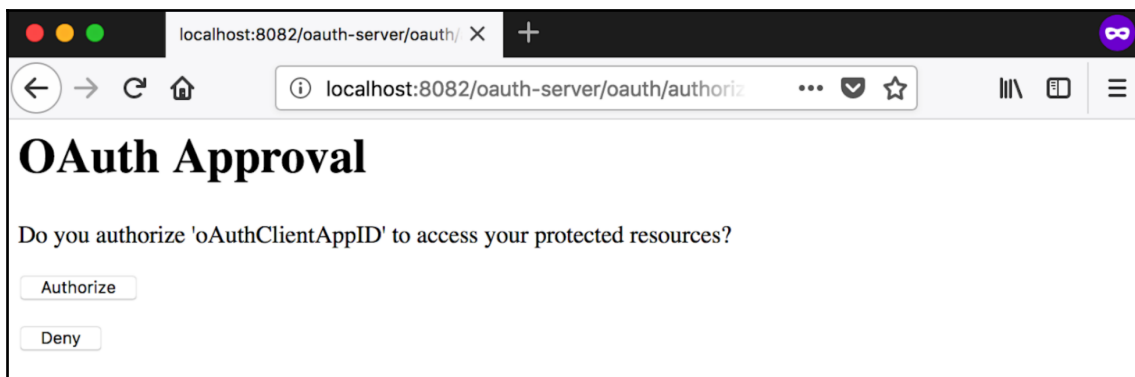 localhost:8082/oauth-server/oauth/
localhost:8082/oauth-server/oauth/authoriz
OAuth Approval
Do you authorize 'oAuthClientAppID' to access your protected resources?
Authorize
Deny